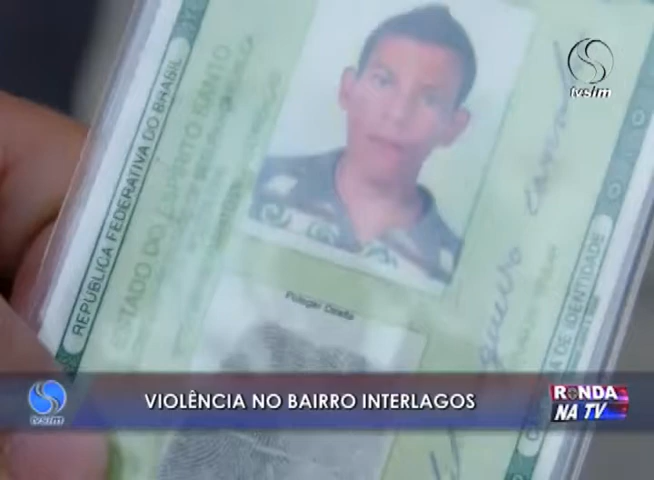 tvsim
REPÚBLICA FEDERATIVA DO BRASIL
ESTADO DO ESPÍRITO SANTO
Polegar Direito
DE IDENTIDADE
VIOLÊNCIA NO BAIRRO INTERLAGOS
tvsim
RONDA
NA TV